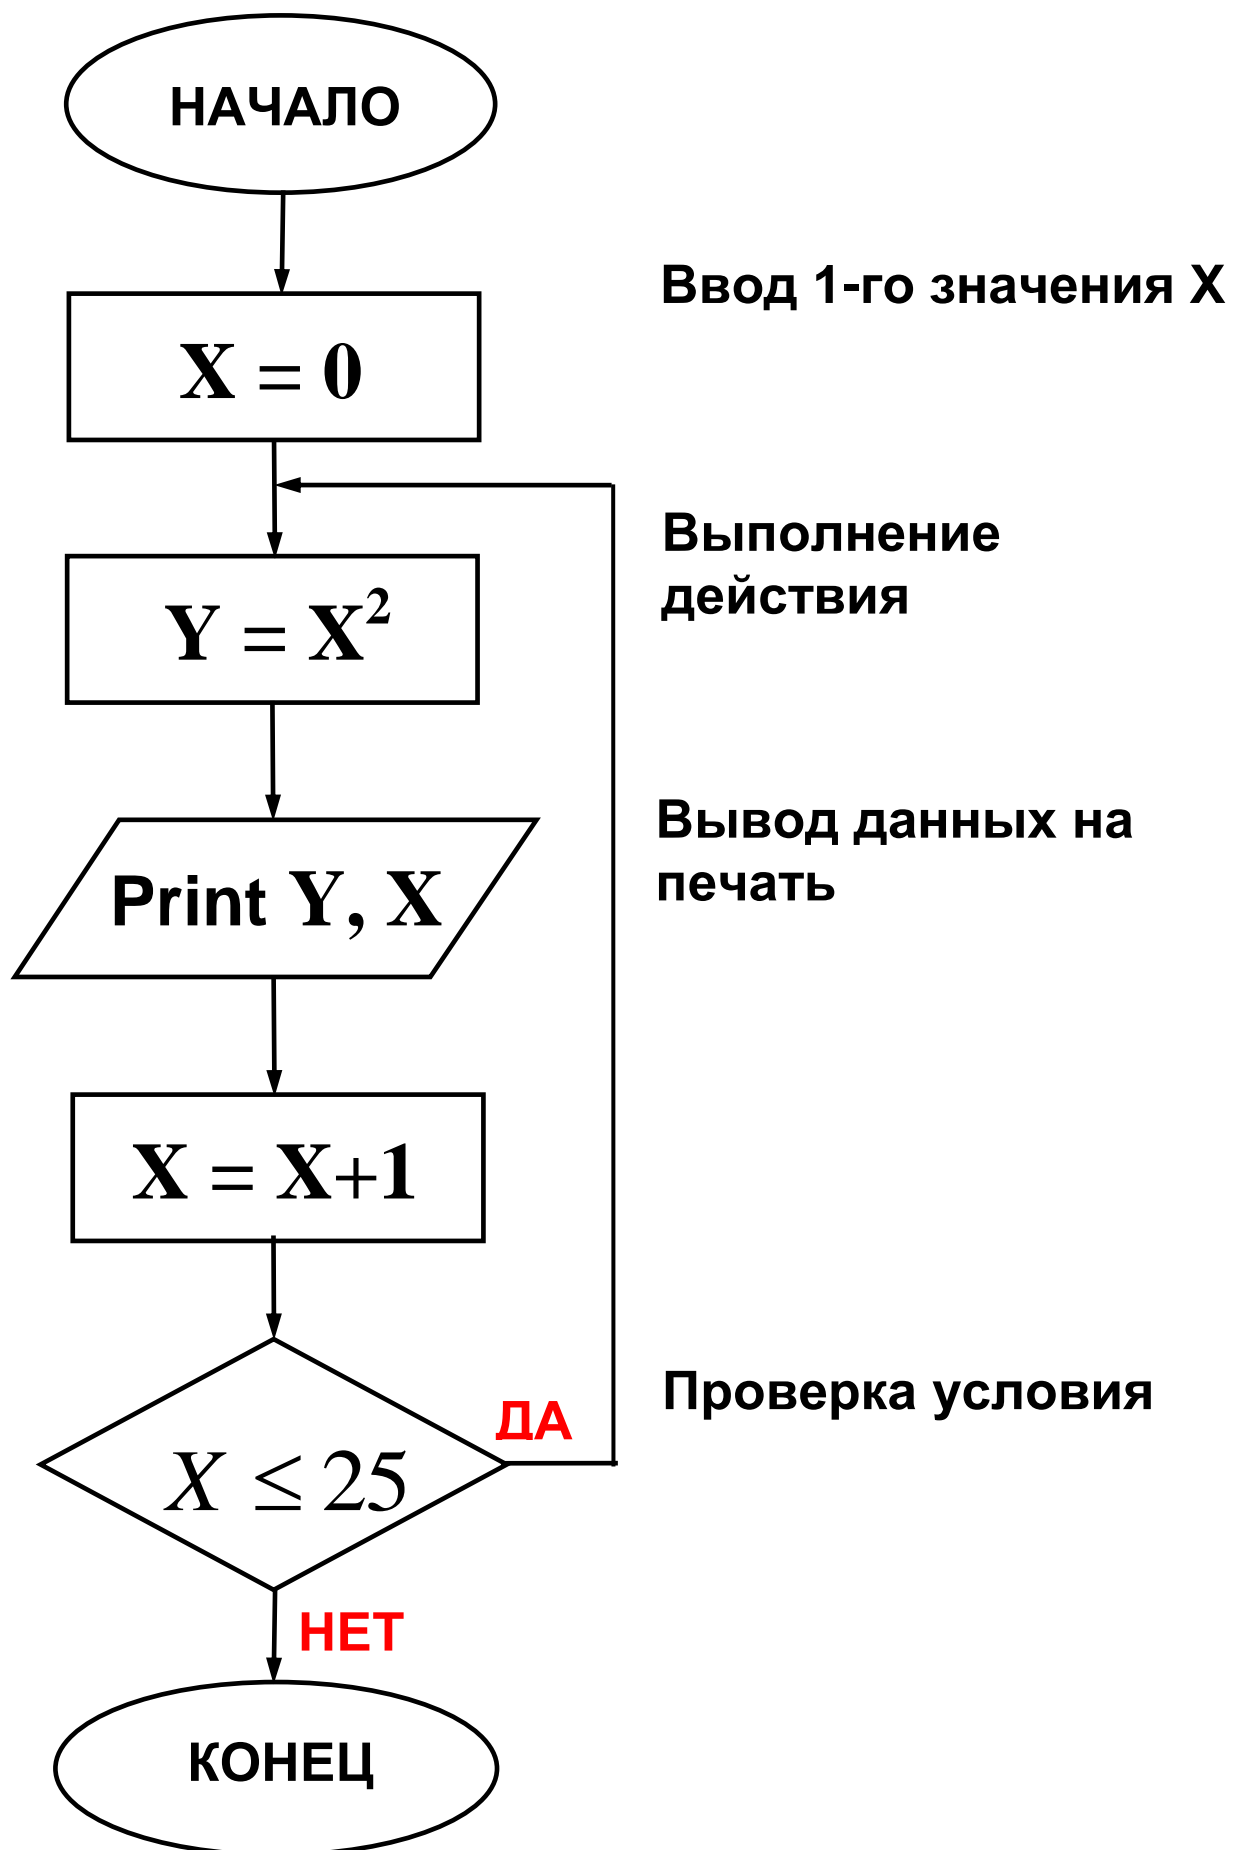 НАЧАЛО
Ввод 1-го значения X
X = 0
Выполнение
действия
Y = X²
Вывод данных на
печать
Print Y, X
X = X+1
Проверка условия
ДА
X ≤ 25
НЕТ
КОНЕЦ